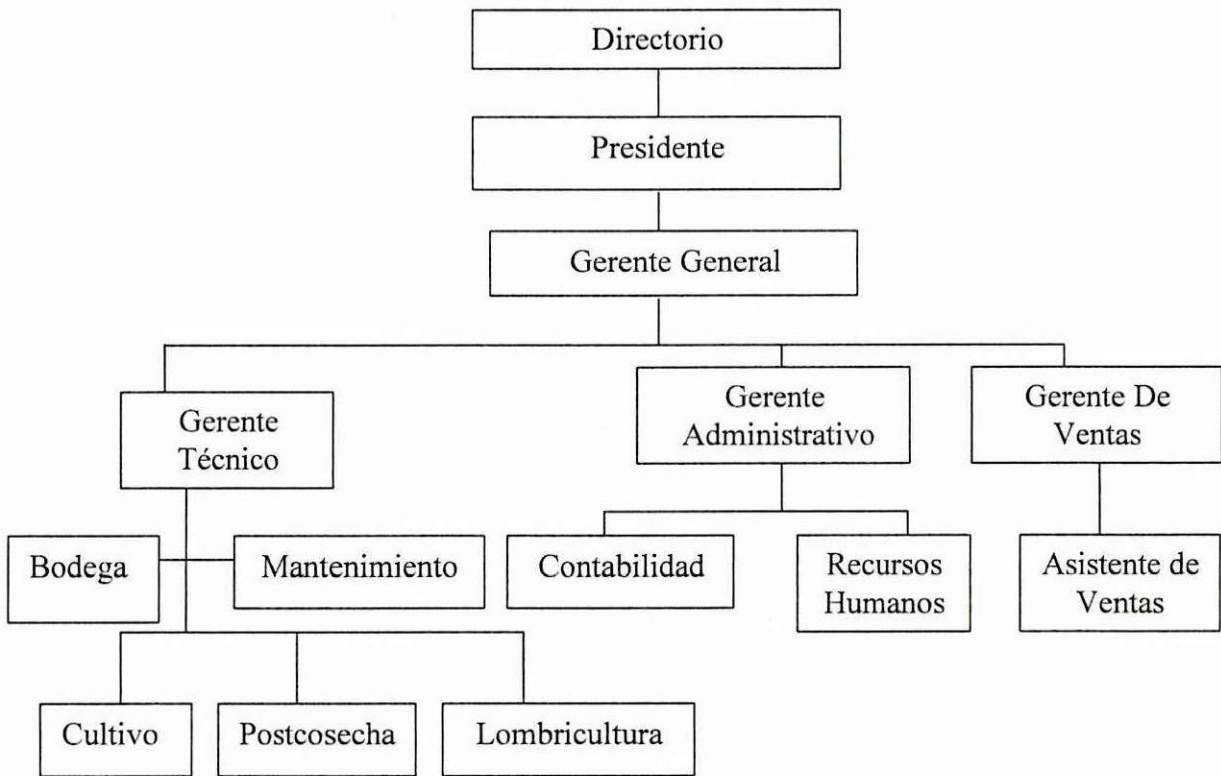 Directorio
Presidente
Gerente General
Gerente
Técnico
Gerente
Administrativo
Gerente De
Ventas
Bodega
Mantenimiento
Contabilidad
Recursos
Humanos
Asistente de
Ventas
Cultivo
Postcosecha
Lombricultura